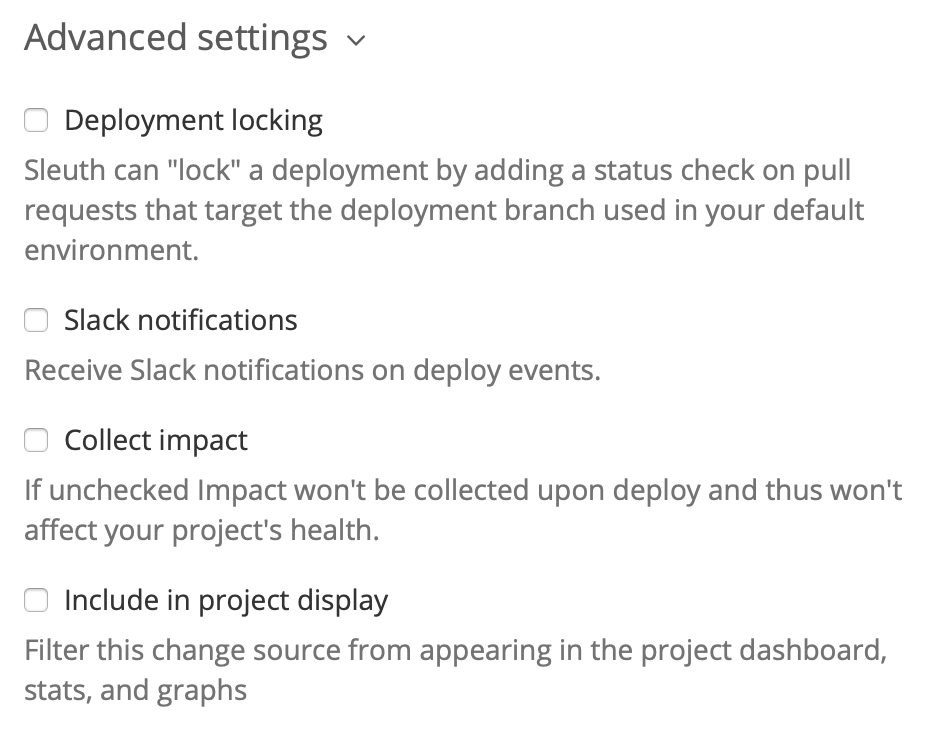 Advanced settings
Deployment locking
Sleuth can "lock" a deployment by adding a status check on pull
requests that target the deployment branch used in your default
environment.
Slack notifications
Receive Slack notifications on deploy events.
Collect impact
If unchecked Impact won't be collected upon deploy and thus won't
affect your project's health.
Include in project display
Filter this change source from appearing in the project dashboard,
stats, and graphs